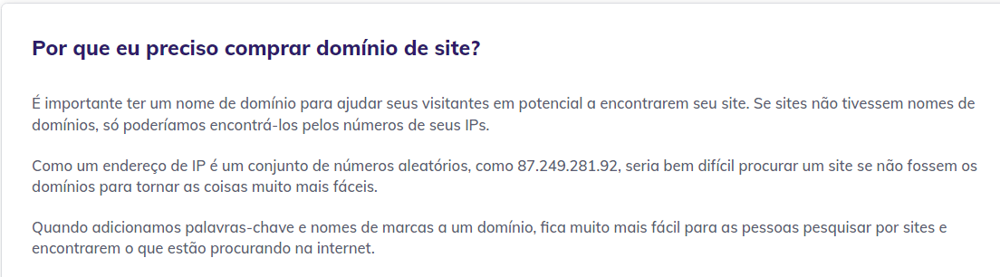 Por que eu preciso comprar domínio de site?
É importante ter um nome de domínio para ajudar seus visitantes em potencial a encontrarem seu site. Se sites não tivessem nomes de
domínios, só poderíamos encontrá-los pelos números de seus IPs.
Como um endereço de IP é um conjunto de números aleatórios, como 87.249.281.92, seria bem difícil procurar um site se não fossem os
domínios para tornar as coisas muito mais fáceis.
Quando adicionamos palavras-chave e nomes de marcas a um domínio, fica muito mais fácil para as pessoas pesquisar por sites e
encontrarem o que estão procurando na internet.